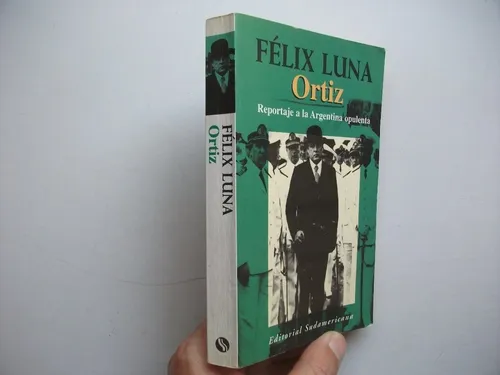 FÉLIX LUNA
Ortiz
Reportaje a la Argentina opulenta
Editorial Sudamericana
FÉLIX LUNA
Ortiz